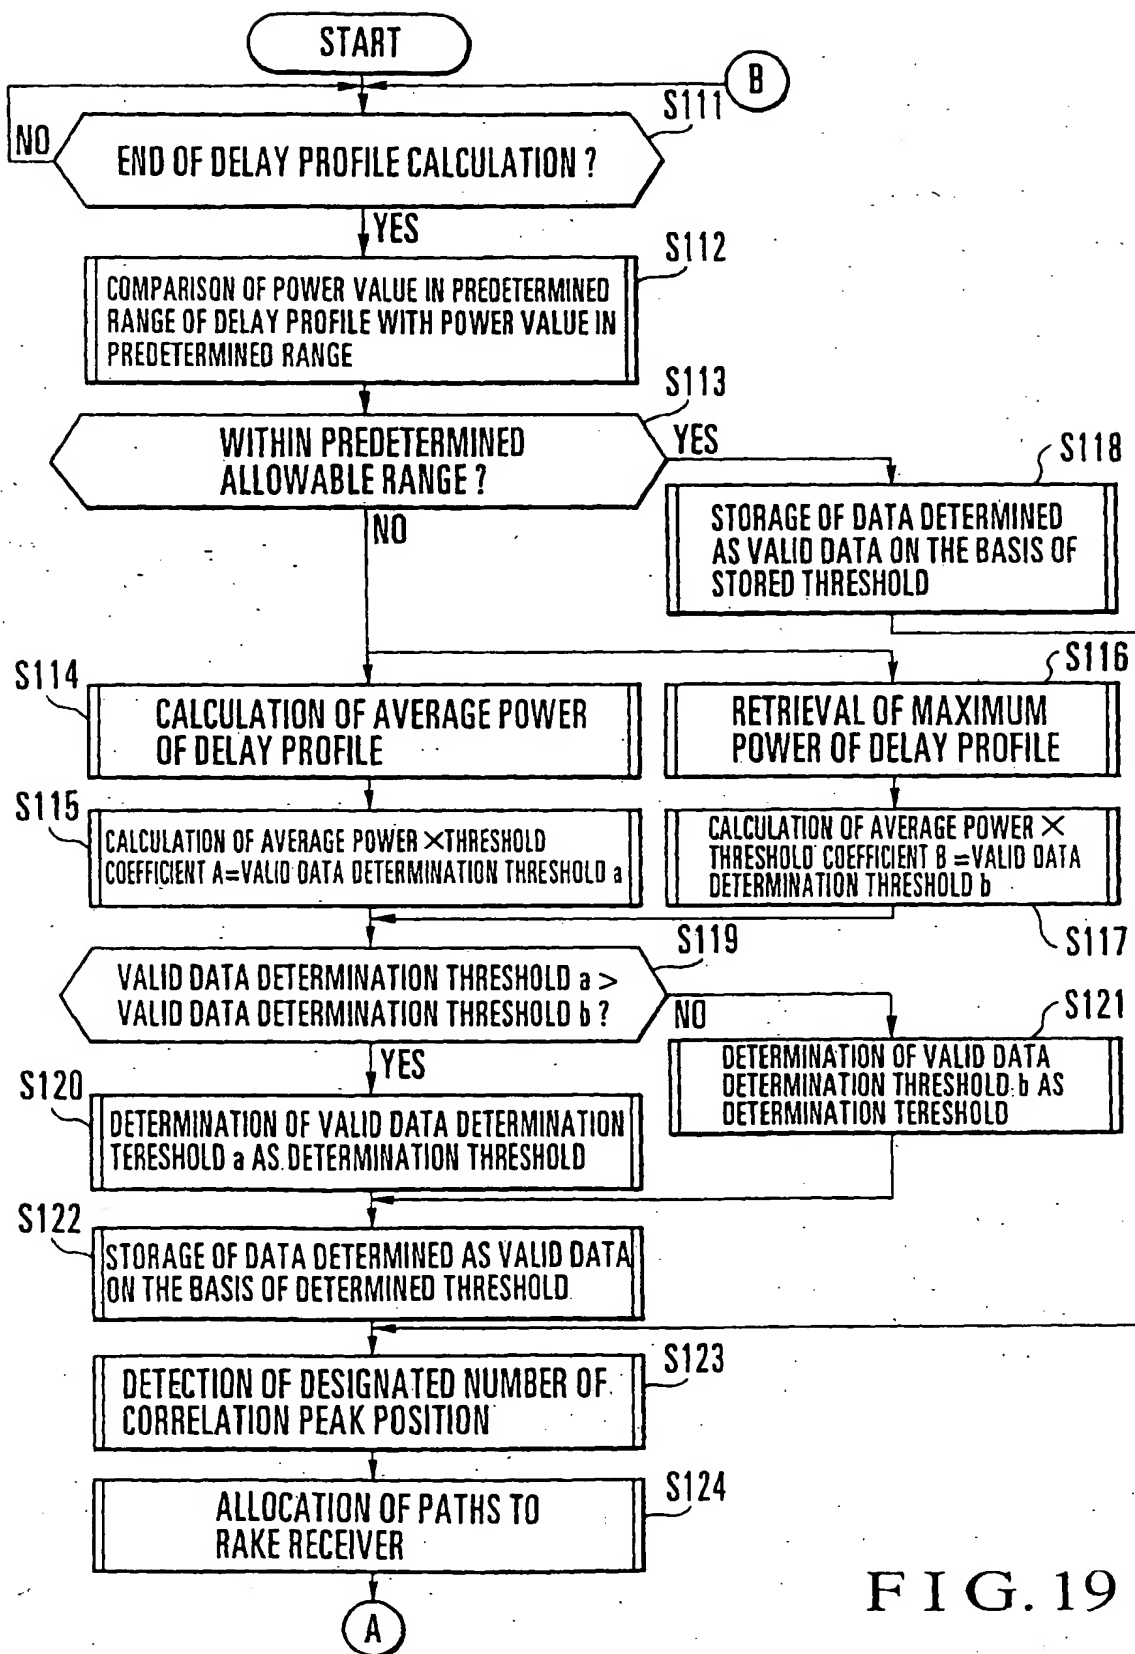 START
B
S111
NO
END OF DELAY PROFILE CALCULATION ?
YES
S112
COMPARISON OF POWER VALUE IN PREDETERMINED
RANGE OF DELAY PROFILE WITH POWER VALUE IN
PREDETERMINED RANGE
S113
WITHIN PREDETERMINED
ALLOWABLE RANGE ?
YES
S118
NO
STORAGE OF DATA DETERMINED
AS VALID DATA ON THE BASIS OF
STORED THRESHOLD
S114
S116
CALCULATION OF AVERAGE POWER
OF DELAY PROFILE
RETRIEVAL OF MAXIMUM
POWER OF DELAY PROFILE
S115
CALCULATION OF AVERAGE POWER ×THRESHOLD
COEFFICIENT A=VALID DATA DETERMINATION THRESHOLD a
CALCULATION OF AVERAGE POWER ×
THRESHOLD COEFFICIENT B =VALID DATA
DETERMINATION THRESHOLD b
S117
S119
VALID DATA DETERMINATION THRESHOLD a >
VALID DATA DETERMINATION THRESHOLD b ?
NO
S121
YES
DETERMINATION OF VALID DATA
DETERMINATION THRESHOLD b AS
DETERMINATION TERESHOLD
S120
DETERMINATION OF VALID DATA DETERMINATION
TERESHOLD a AS DETERMINATION THRESHOLD
S122
STORAGE OF DATA DETERMINED AS VALID DATA
ON THE BASIS OF DETERMINED THRESHOLD
S123
DETECTION OF DESIGNATED NUMBER OF
CORRELATION PEAK POSITION
S124
ALLOCATION OF PATHS TO
RAKE RECEIVER
A
FIG. 19